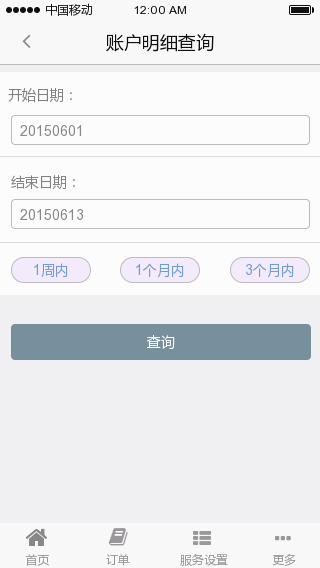 中国移动 12:00 AM
账户明细查询
开始日期：
20150601
结束日期：
20150613
1周内 1个月内 3个月内
查询
首页 订单 服务设置 更多